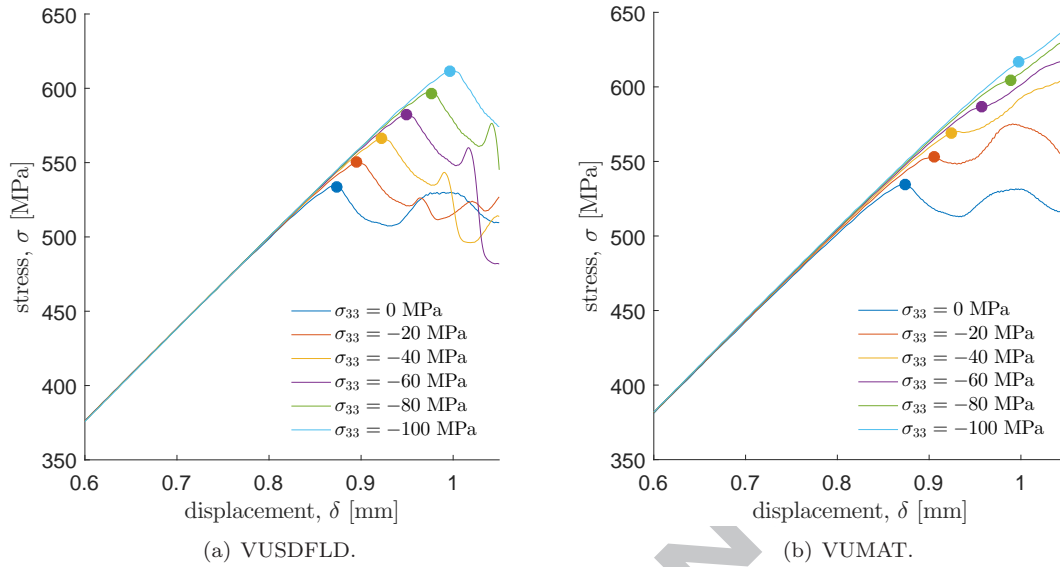 650
600
550
500
450
400
350
0.6
0.7
0.8
0.9
1
stress, σ [MPa]
displacement, δ [mm]
σ33 = 0 MPa
σ33 = −20 MPa
σ33 = −40 MPa
σ33 = −60 MPa
σ33 = −80 MPa
σ33 = −100 MPa
(a) VUSDFLD.
650
600
550
500
450
400
350
0.6
0.7
0.8
0.9
1
stress, σ [MPa]
displacement, δ [mm]
σ33 = 0 MPa
σ33 = −20 MPa
σ33 = −40 MPa
σ33 = −60 MPa
σ33 = −80 MPa
σ33 = −100 MPa
(b) VUMAT.